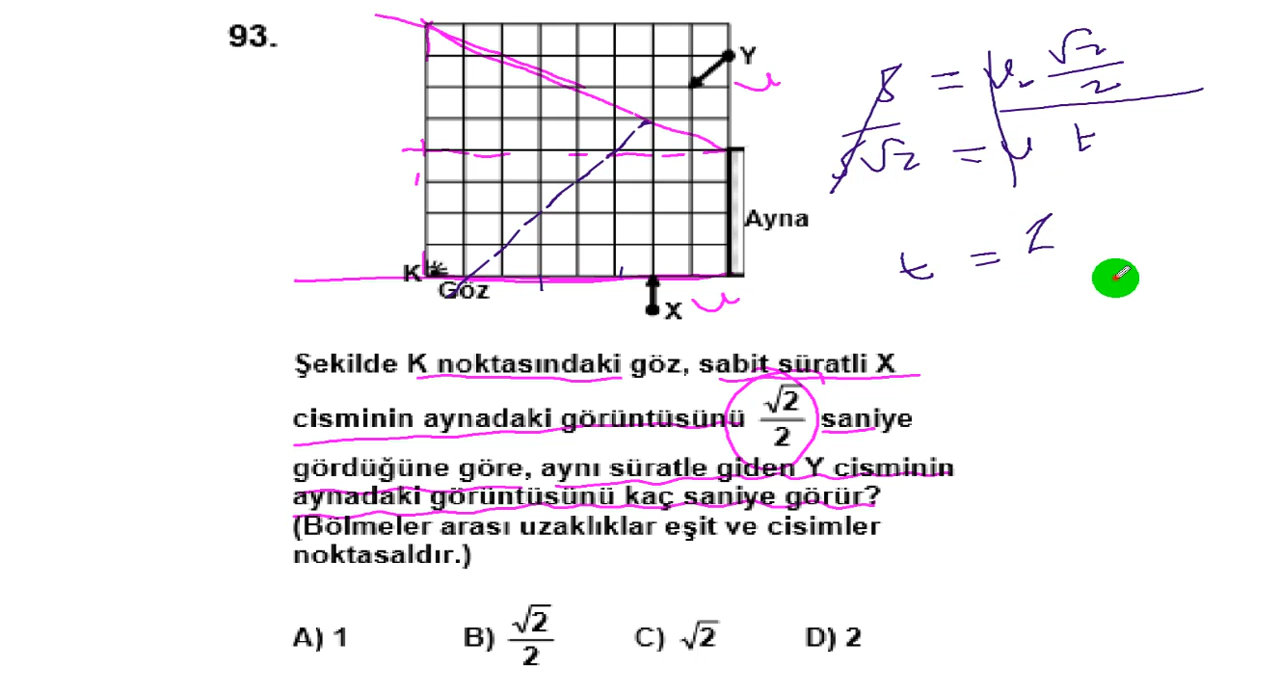 93.
Y
Ayna
K
Göz
X
Şekilde K noktasındaki göz, sabit süratli X
cisminin aynadaki görüntüsünü √2/2 saniye
gördüğüne göre, aynı süratle giden Y cisminin
aynadaki görüntüsünü kaç saniye görür?
(Bölmeler arası uzaklıklar eşit ve cisimler
noktasaldır.)
A) 1 B) √2/2 C) √2 D) 2